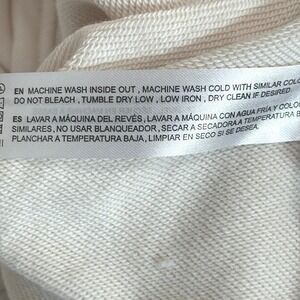 EN MACHINE WASH INSIDE OUT , MACHINE WASH COLD WITH SIMILAR
DO NOT BLEACH , TUMBLE DRY LOW , LOW IRON , DRY CLEAN IF DESIRED
ES LAVAR A MÁQUINA DEL REVÉS , LAVAR A MÁQUINA CON AGUA FRÍA Y
SIMILARES , NO USAR BLANQUEADOR , SECAR A SECADORA A TEMPERATURA
PLANCHAR A TEMPERATURA BAJA , LIMPIAR EN SECO SI SE DESEA .